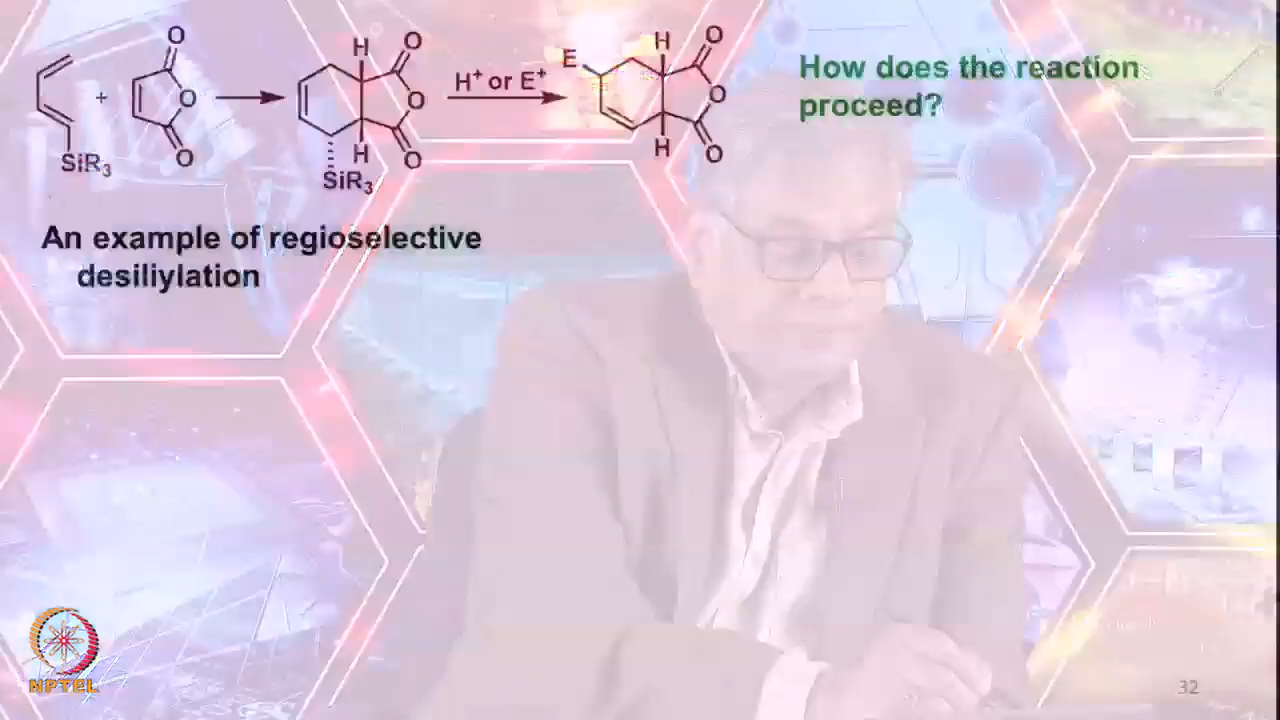 H O
H O
E
+ O
H⁺ or E⁺
O
O
O
O
H
O
H
O
SiR₃
SiR₃
How does the reaction
proceed?
An example of regioselective
desiliylation
NPTEL
32